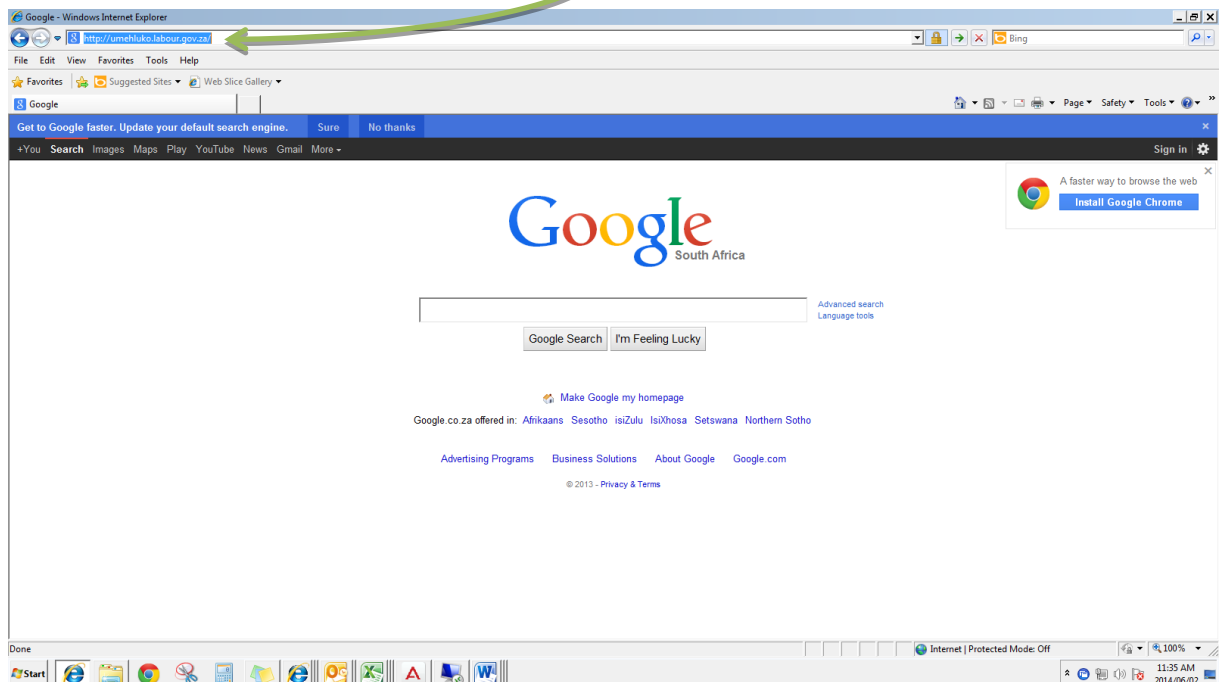 Google - Windows Internet Explorer
http://umehluko.labour.gov.za/
Bing
File Edit View Favorites Tools Help
Favorites Suggested Sites Web Slice Gallery
Google
Page Safety Tools
Get to Google faster. Update your default search engine. Sure No thanks
+You Search Images Maps Play YouTube News Gmail More
Sign in
A faster way to browse the web
Install Google Chrome
Google
South Africa
Advanced search
Language tools
Google Search I'm Feeling Lucky
Make Google my homepage
Google.co.za offered in: Afrikaans Sesotho isiZulu IsiXhosa Setswana Northern Sotho
Advertising Programs Business Solutions About Google Google.com
© 2013 - Privacy & Terms
Done
Internet | Protected Mode: Off
100%
Start
11:35 AM
2014/06/02